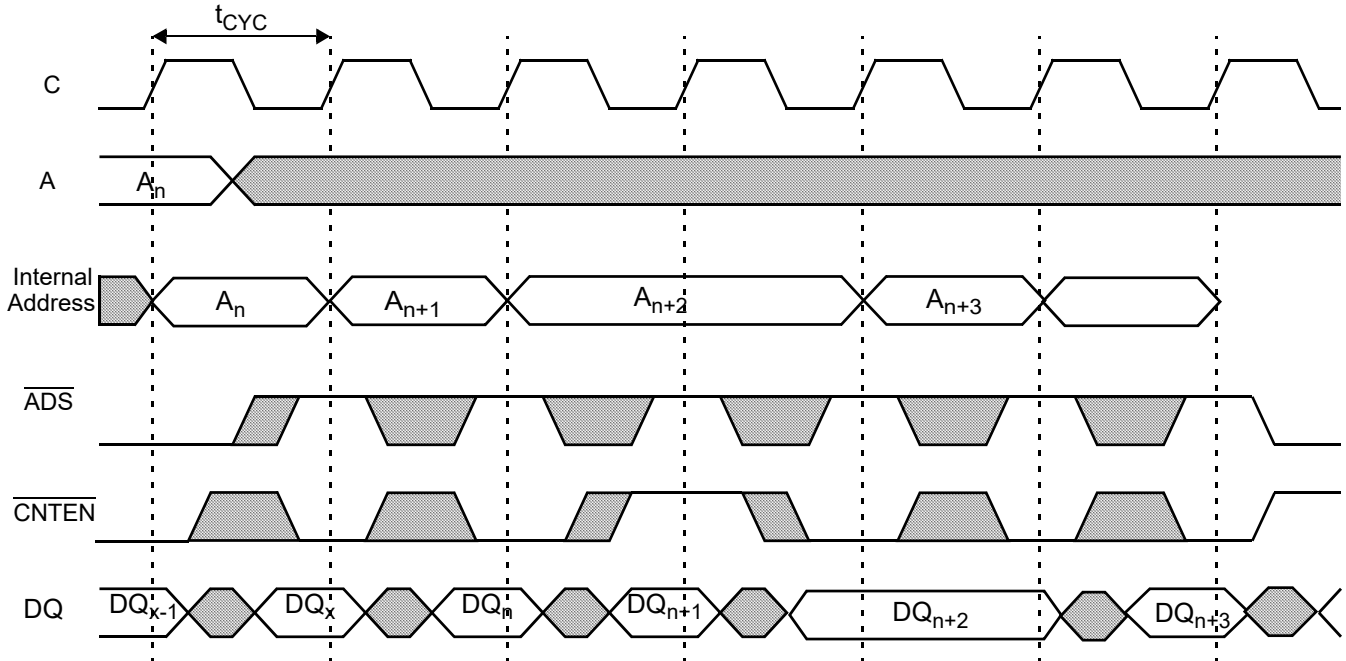 tCYC
C
A
An
Internal
Address
An
An+1
An+2
An+3
ADS
CNTEN
DQ
DQx-1
DQx
DQn
DQn+1
DQn+2
DQn+3